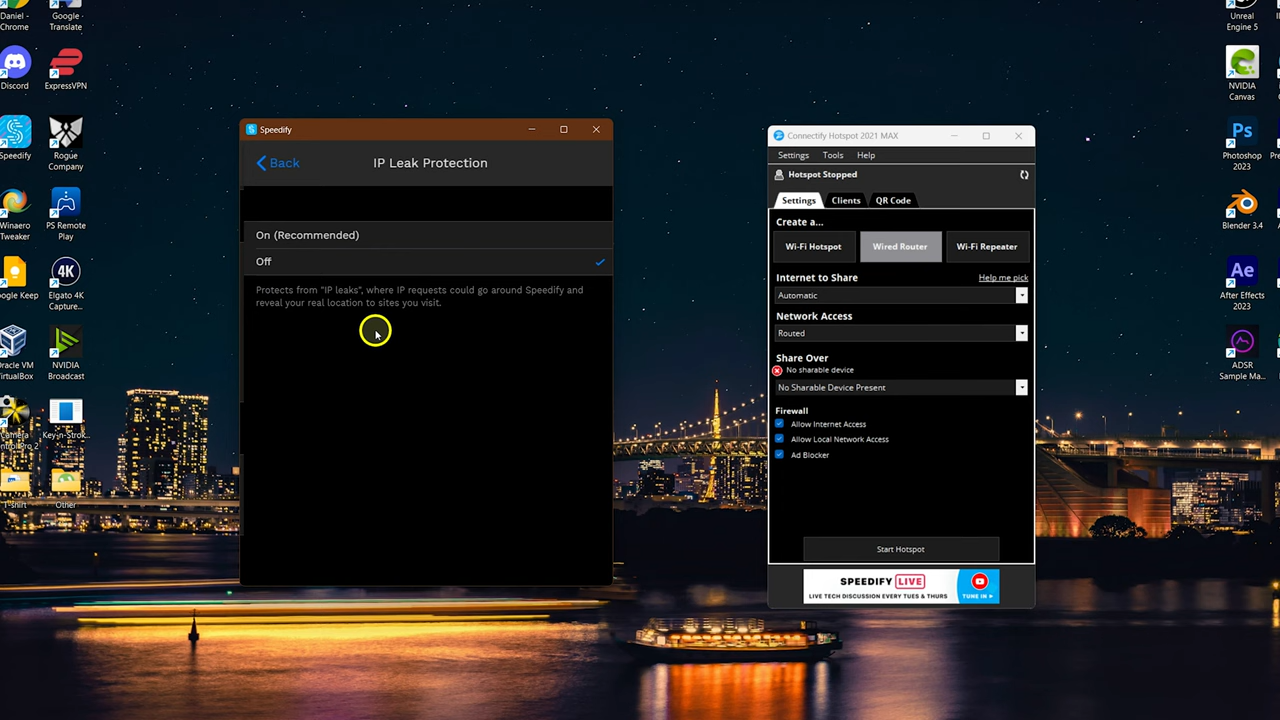 Daniel -
Chrome
Google
Translate
Discord
ExpressVPN
Speedify
Rogue
Company
Winaero
Tweaker
PS Remote
Play
4K
Elgato 4K
Capture...
NVIDIA
Broadcast
Key-n-Strok...
Other
Speedify
Back
IP Leak Protection
On (Recommended)
Off
Protects from "IP leaks", where IP requests could go around Speedify and
reveal your real location to sites you visit.
Connectify Hotspot 2021 MAX
Settings
Tools
Help
Hotspot Stopped
Settings
Clients
QR Code
Create a...
Wi-Fi Hotspot
Wired Router
Wi-Fi Repeater
Internet to Share
Help me pick
Automatic
Network Access
Routed
Share Over
No sharable device
No Sharable Device Present
Firewall
Allow Internet Access
Allow Local Network Access
Ad Blocker
Start Hotspot
SPEEDIFY LIVE
LIVE TECH DISCUSSION EVERY TUES & THURS
TUNE IN
Unreal
Engine 5
NVIDIA
Canvas
Ps
Photoshop
2023
Blender 3.4
Ae
After Effects
2023
ADSR
Sample Ma...